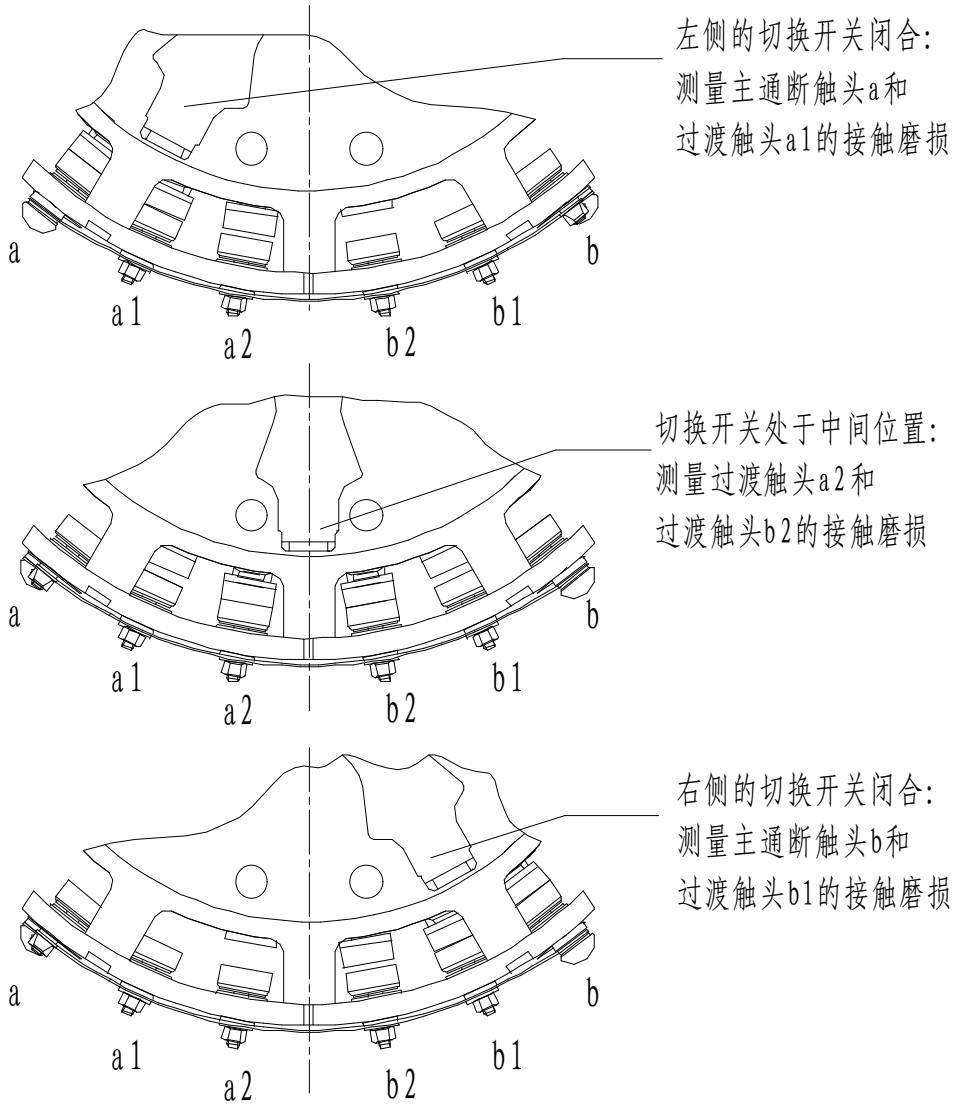 左侧的切换开关闭合:
测量主通断触头a和
过渡触头a1的接触磨损
a
b
a1
b1
a2
b2
切换开关处于中间位置:
测量过渡触头a2和
过渡触头b2的接触磨损
a
b
a1
b1
a2
b2
右侧的切换开关闭合:
测量主通断触头b和
过渡触头b1的接触磨损
a
b
a1
b1
a2
b2